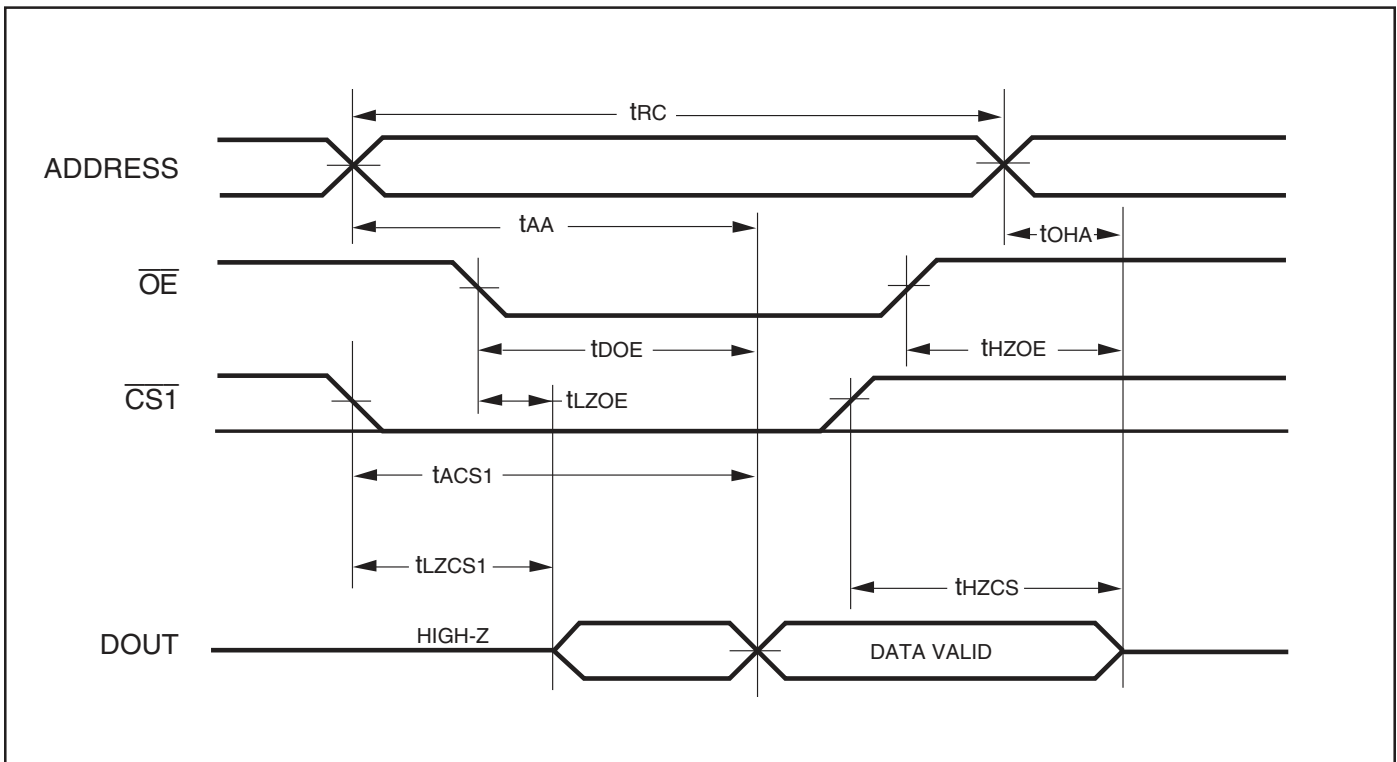 tRC
ADDRESS
tAA
tOHA
OE
tDOE
tHZOE
CS1
tLZOE
tACS1
tLZCS1
tHZCS
DOUT
HIGH-Z
DATA VALID